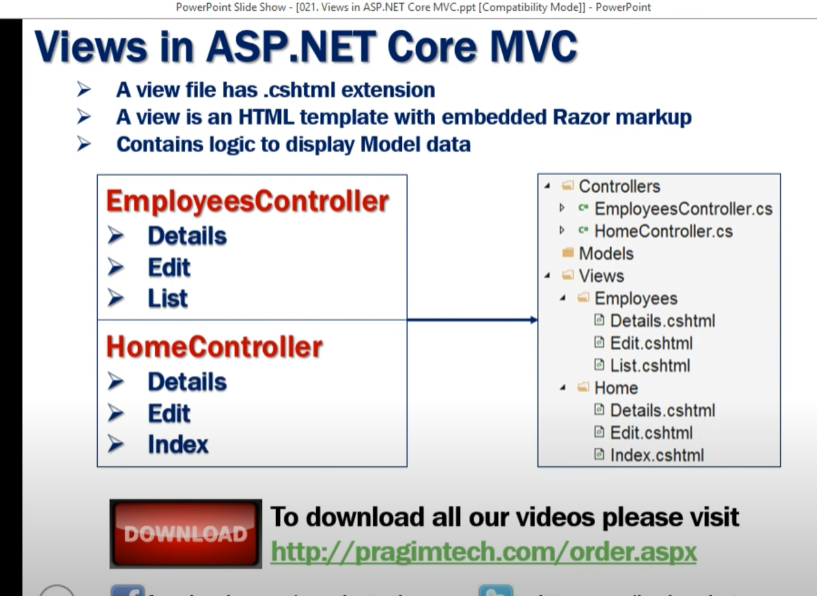 PowerPoint Slide Show - [021. Views in ASP.NET Core MVC.ppt [Compatibility Mode]] - PowerPoint
Views in ASP.NET Core MVC
A view file has .cshtml extension
A view is an HTML template with embedded Razor markup
Contains logic to display Model data
EmployeesController
Details
Edit
List
HomeController
Details
Edit
Index
Controllers
C# EmployeesController.cs
C# HomeController.cs
Models
Views
Employees
Details.cshtml
Edit.cshtml
List.cshtml
Home
Details.cshtml
Edit.cshtml
Index.cshtml
DOWNLOAD
To download all our videos please visit
http://pragimtech.com/order.aspx